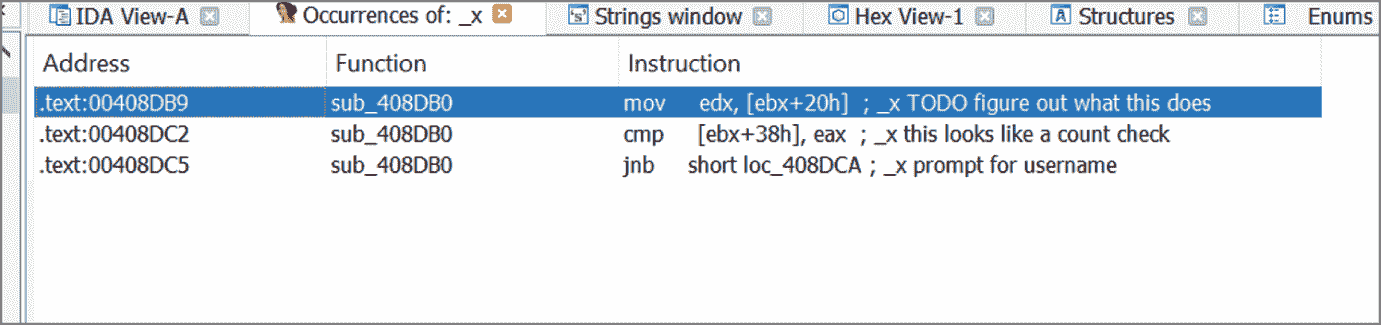 IDA View-A Occurrences of: _x Strings window Hex View-1 Structures Enums
Address Function Instruction
.text:00408DB9 sub_408DB0 mov edx, [ebx+20h] ; _x TODO figure out what this does
.text:00408DC2 sub_408DB0 cmp [ebx+38h], eax ; _x this looks like a count check
.text:00408DC5 sub_408DB0 jnb short loc_408DCA ; _x prompt for username